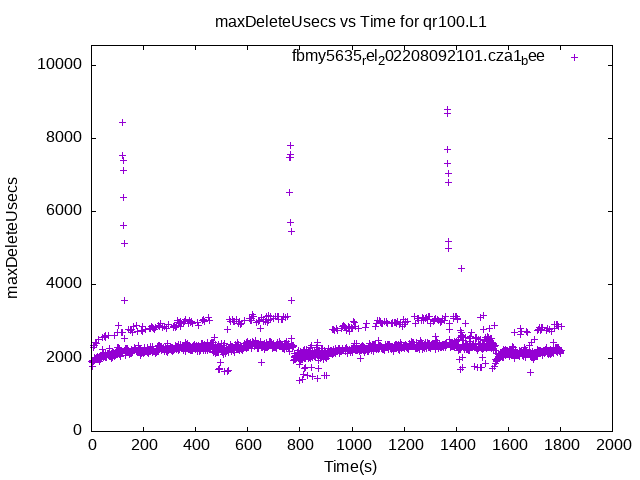 maxDeleteUsecs vs Time for qr100.L1
fbmy5635_rel_202208092101.cza1_bee
10000
8000
6000
4000
2000
0
maxDeleteUsecs
0 200 400 600 800 1000 1200 1400 1600 1800 2000
Time(s)